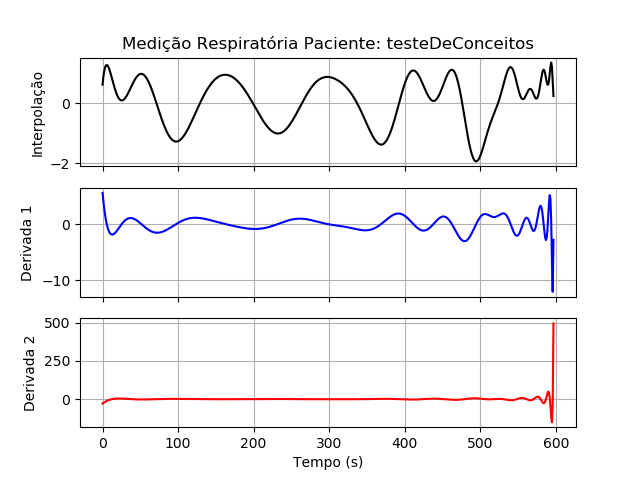 Medição Respiratória Paciente: testeDeConceitos
Interpolação
0
−2
Derivada 1
0
−10
Derivada 2
500
250
0
0 100 200 300 400 500 600
Tempo (s)